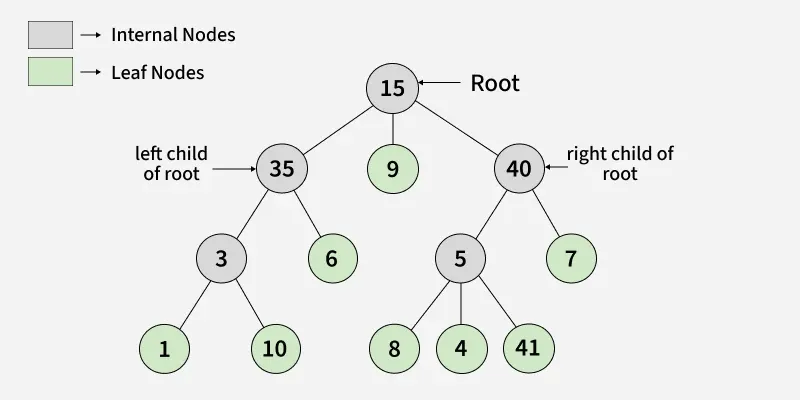 Internal Nodes
Leaf Nodes
15
Root
left child
of root
35
9
40
right child of
root
3
6
5
7
1
10
8
4
41